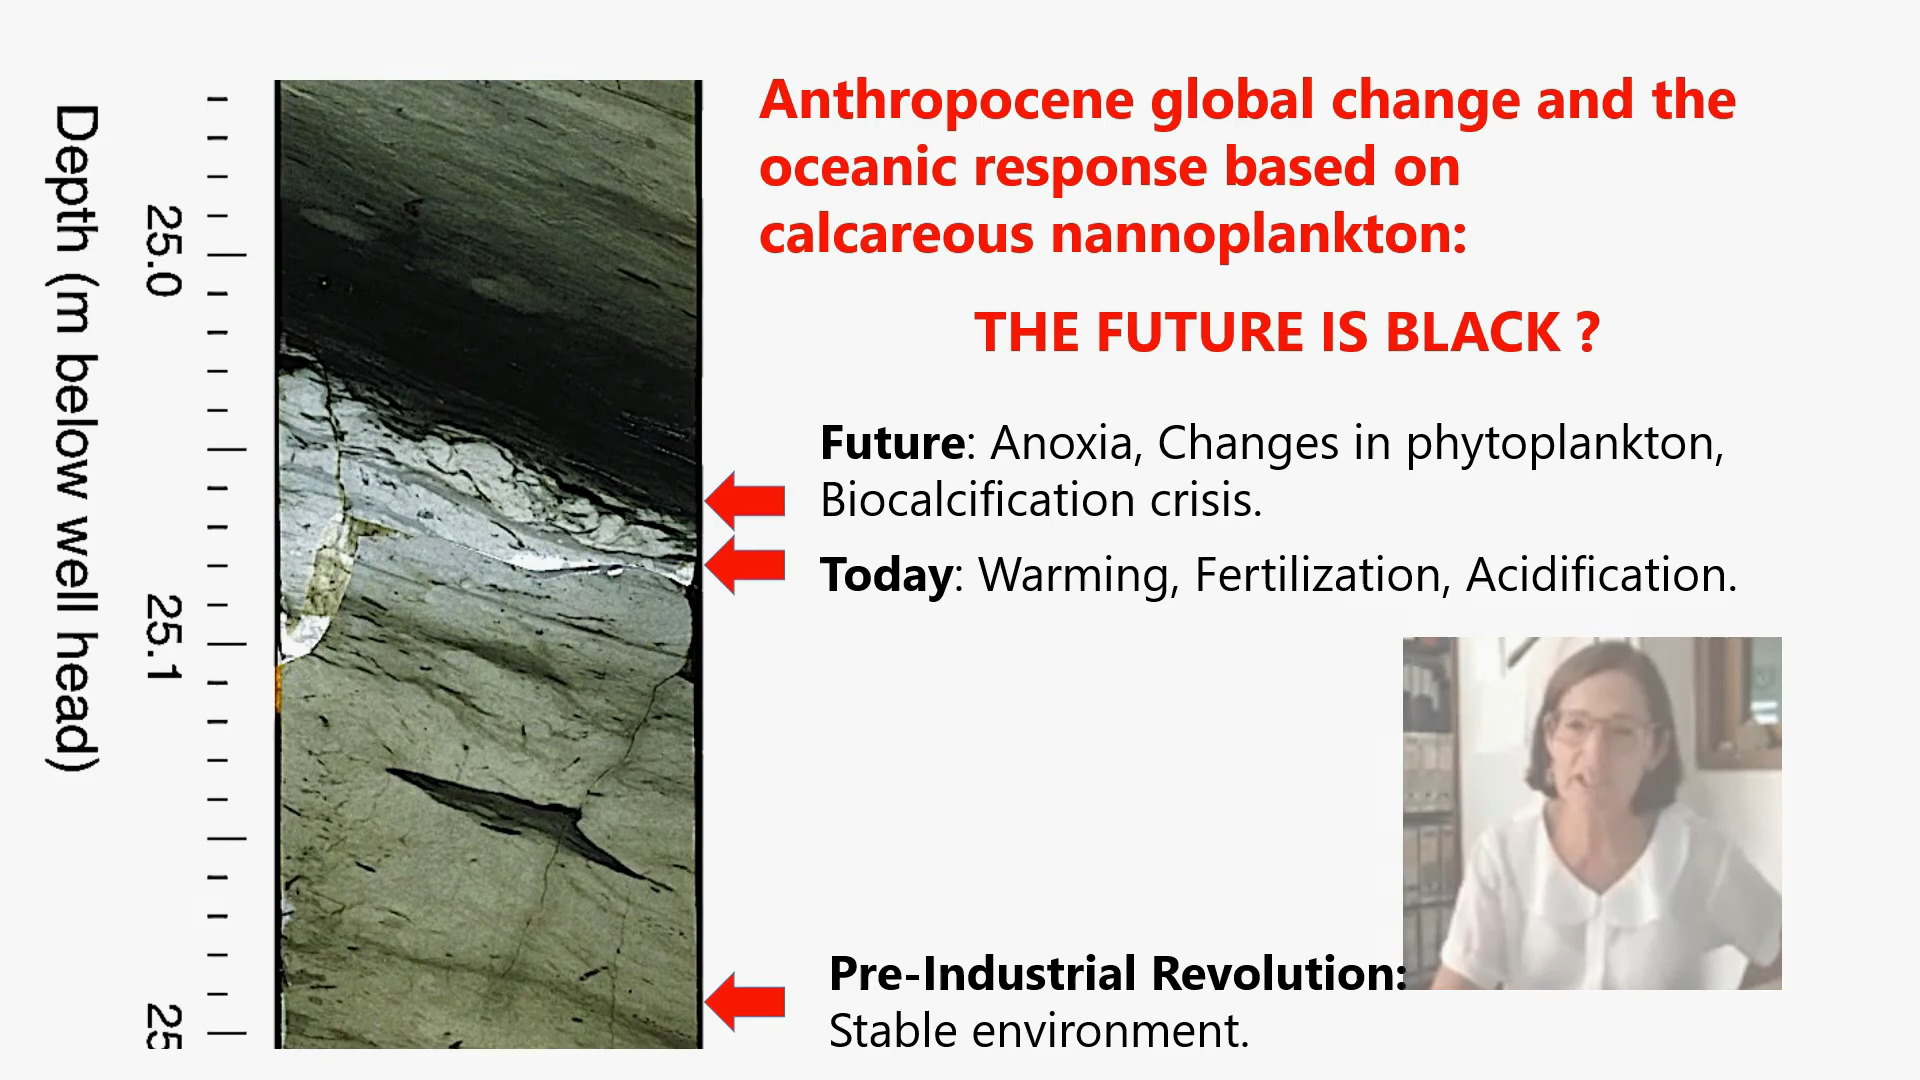 Depth (m below well head)
25.0
25.1
25
Anthropocene global change and the
oceanic response based on
calcareous nannoplankton:
THE FUTURE IS BLACK ?
Future: Anoxia, Changes in phytoplankton,
Biocalcification crisis.
Today: Warming, Fertilization, Acidification.
Pre-Industrial Revolution:
Stable environment.